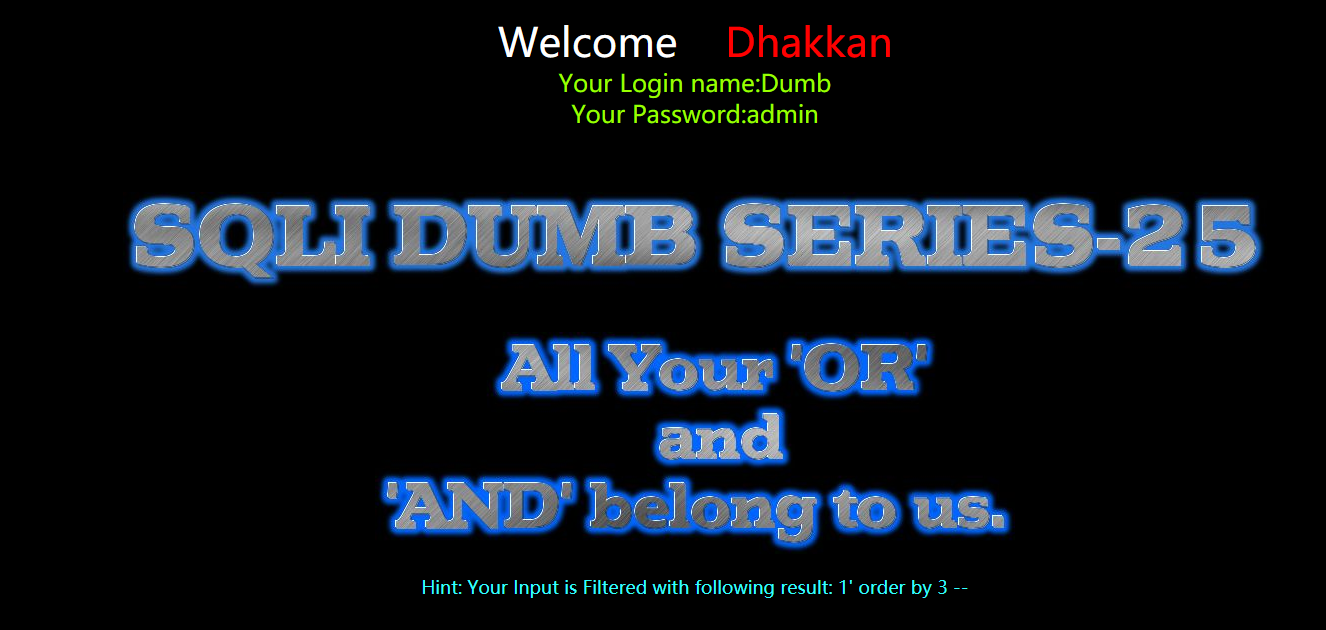 Welcome Dhakkan
Your Login name:Dumb
Your Password:admin
SQLI DUMB SERIES-25
All Your 'OR'
and
'AND' belong to us.
Hint: Your Input is Filtered with following result: 1' order by 3 --